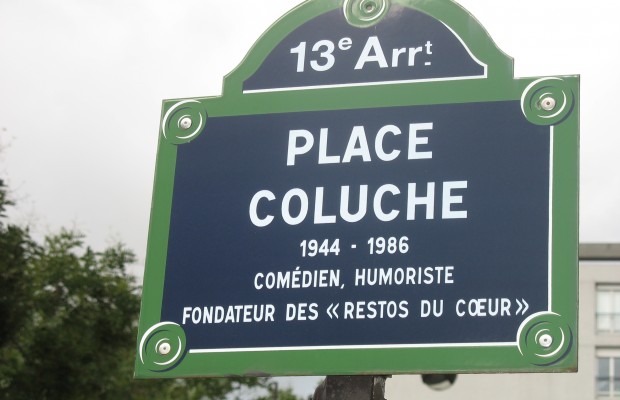 13e Arrt.
PLACE
COLUCHE
1944 - 1986
COMÉDIEN, HUMORISTE
FONDATEUR DES « RESTOS DU CŒUR »